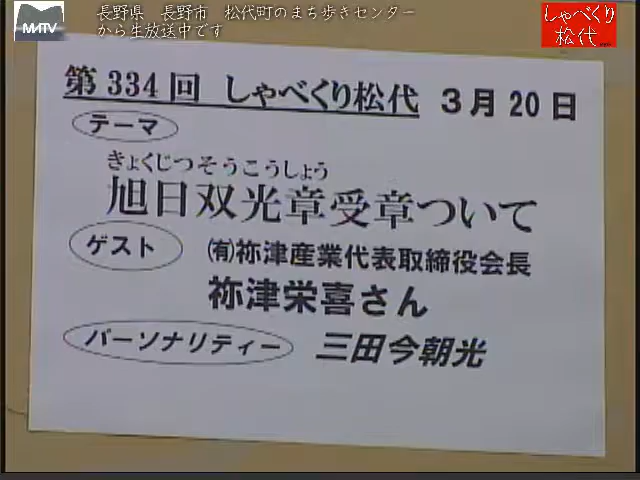 MATV
長野県 長野市 松代町のまち歩きセンター
から生放送中です
しゃべくり
松代
第334回 しゃべくり松代 3月20日
テーマ
きょくじつそうこうしょう
旭日双光章受章ついて
ゲスト
㈲祢津産業代表取締役会長
祢津栄喜さん
パーソナリティー 三田今朝光